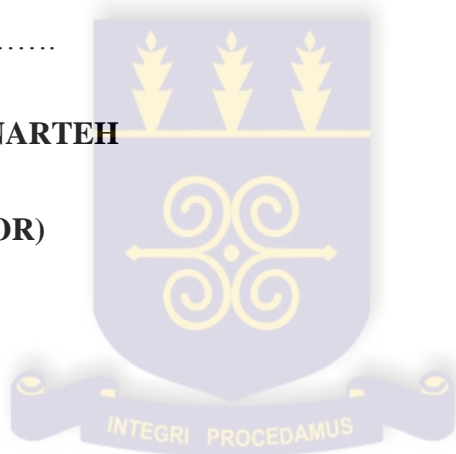 ……
NARTEH
OR)
INTEGRI PROCEDAMUS